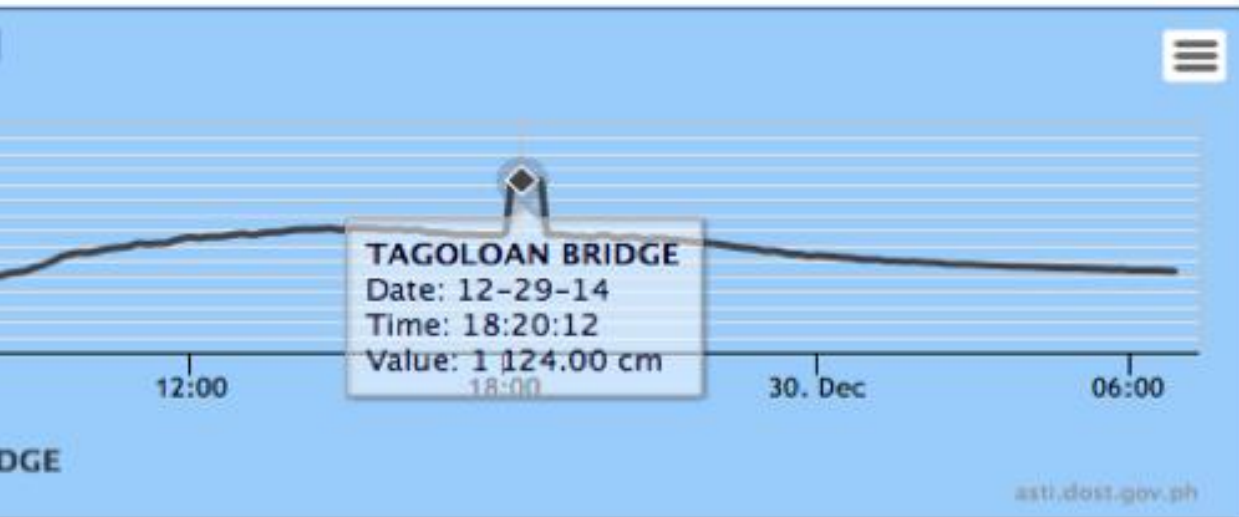 TAGOLOAN BRIDGE
Date: 12-29-14
Time: 18:20:12
Value: 1 124.00 cm
12:00
18:00
30. Dec
06:00
DGE
asti.dost.gov.ph